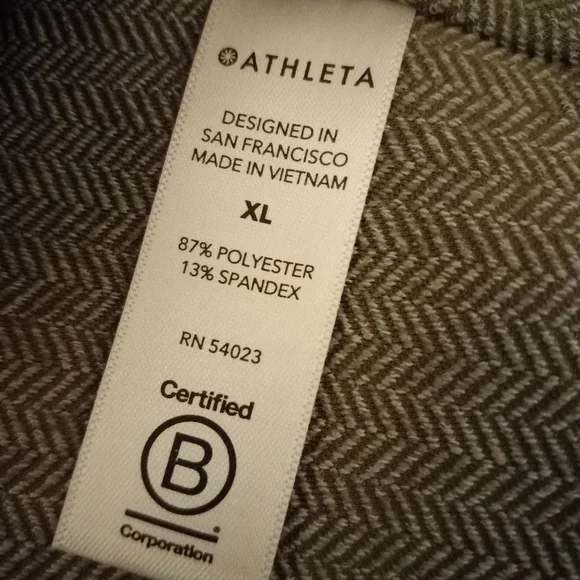 ATHLETA
DESIGNED IN
SAN FRANCISCO
MADE IN VIETNAM
XL
87% POLYESTER
13% SPANDEX
RN 54023
Certified
B
Corporation